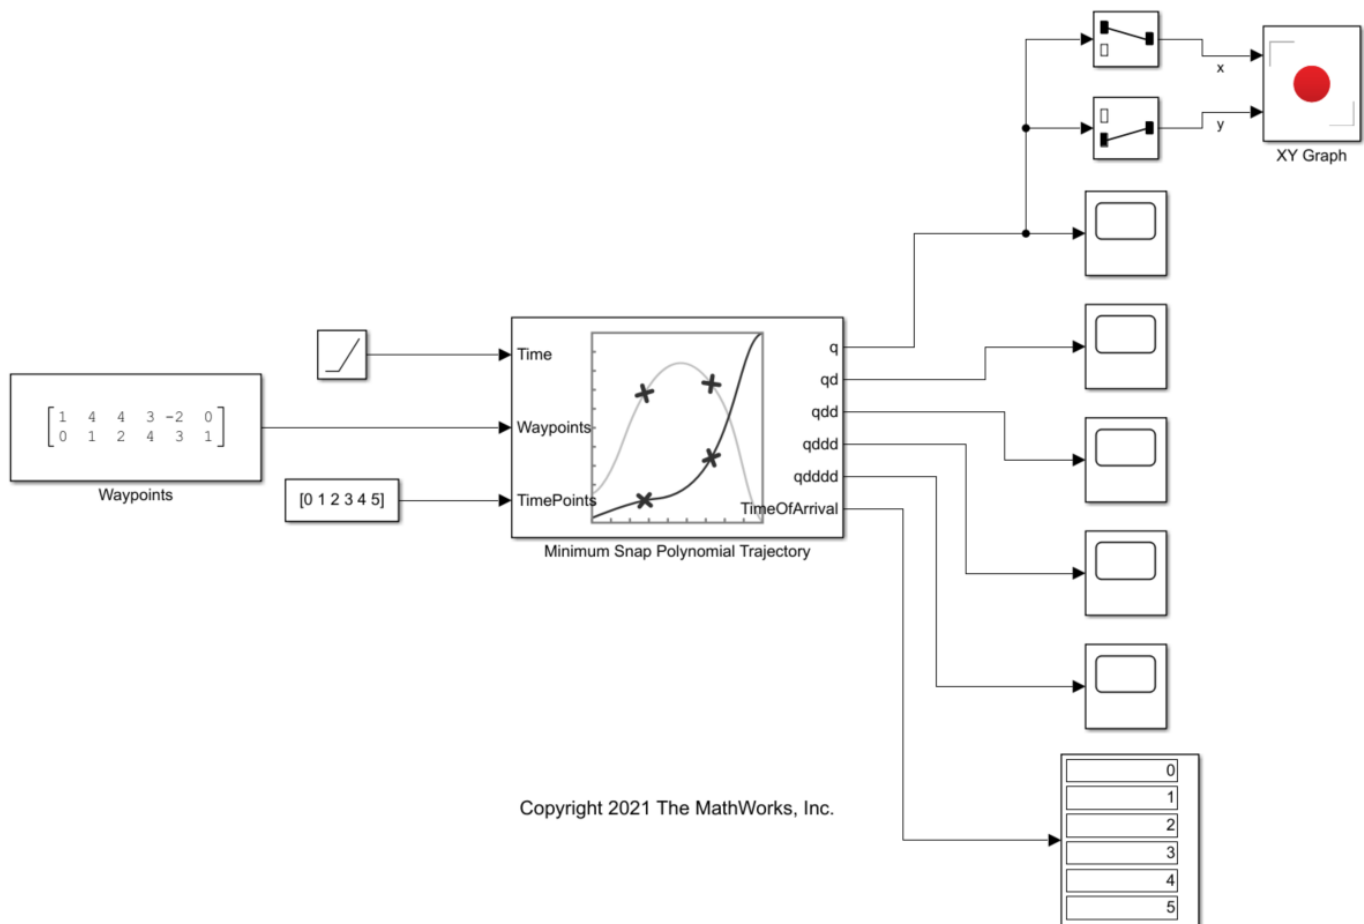 x
y
XY Graph
1 4 4 3 -2 0
0 1 2 4 3 1
Waypoints
[0 1 2 3 4 5]
Time
Waypoints
TimePoints
q
qd
qdd
qddd
qdddd
TimeOfArrival
Minimum Snap Polynomial Trajectory
Copyright 2021 The MathWorks, Inc.
0
1
2
3
4
5